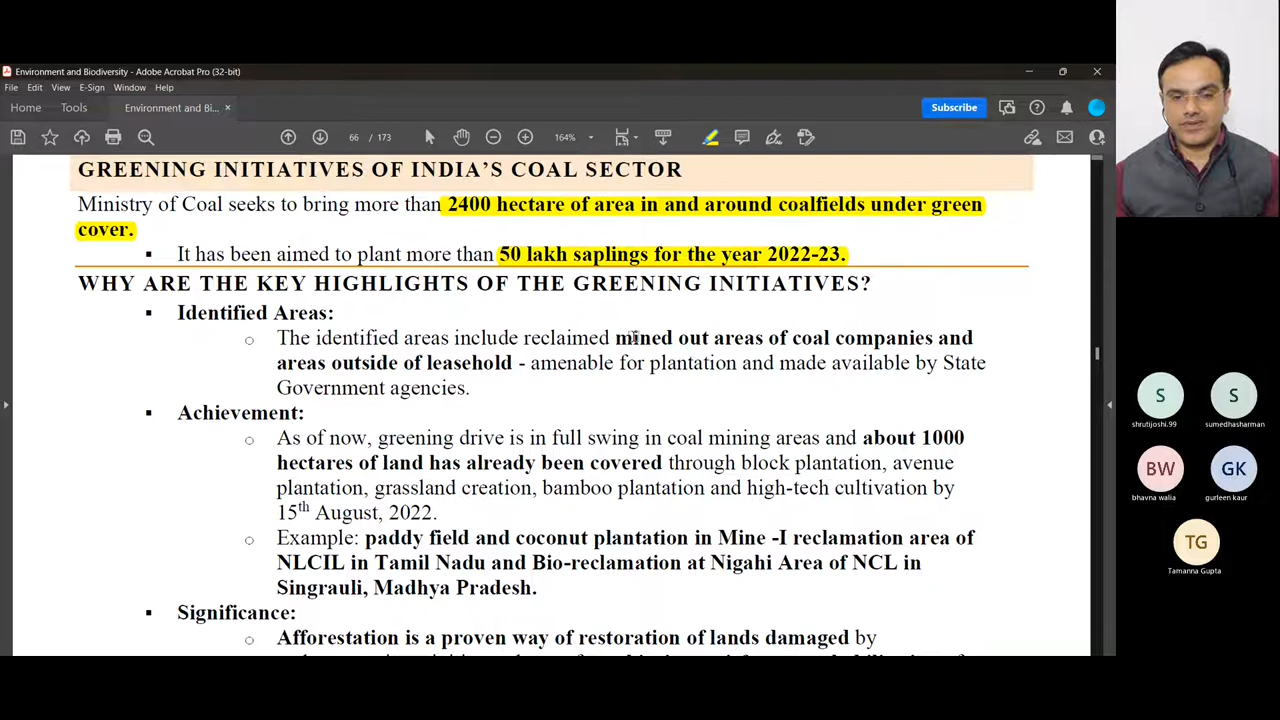 Environment and Biodiversity - Adobe Acrobat Pro (32-bit)
File Edit View E-Sign Window Help
Home Tools Environment and Bi... × Subscribe
66 / 173 164%
GREENING INITIATIVES OF INDIA'S COAL SECTOR
Ministry of Coal seeks to bring more than 2400 hectare of area in and around coalfields under green
cover.
▪ It has been aimed to plant more than 50 lakh saplings for the year 2022-23.
WHY ARE THE KEY HIGHLIGHTS OF THE GREENING INITIATIVES?
▪ Identified Areas:
○ The identified areas include reclaimed mined out areas of coal companies and
areas outside of leasehold - amenable for plantation and made available by State
Government agencies.
▪ Achievement:
○ As of now, greening drive is in full swing in coal mining areas and about 1000
hectares of land has already been covered through block plantation, avenue
plantation, grassland creation, bamboo plantation and high-tech cultivation by
15th August, 2022.
○ Example: paddy field and coconut plantation in Mine -I reclamation area of
NLCIL in Tamil Nadu and Bio-reclamation at Nigahi Area of NCL in
Singrauli, Madhya Pradesh.
▪ Significance:
○ Afforestation is a proven way of restoration of lands damaged by
S S
shrutijoshi.99 sumedhasharman
BW GK
bhavna walia gurleen kaur
TG
Tamanna Gupta